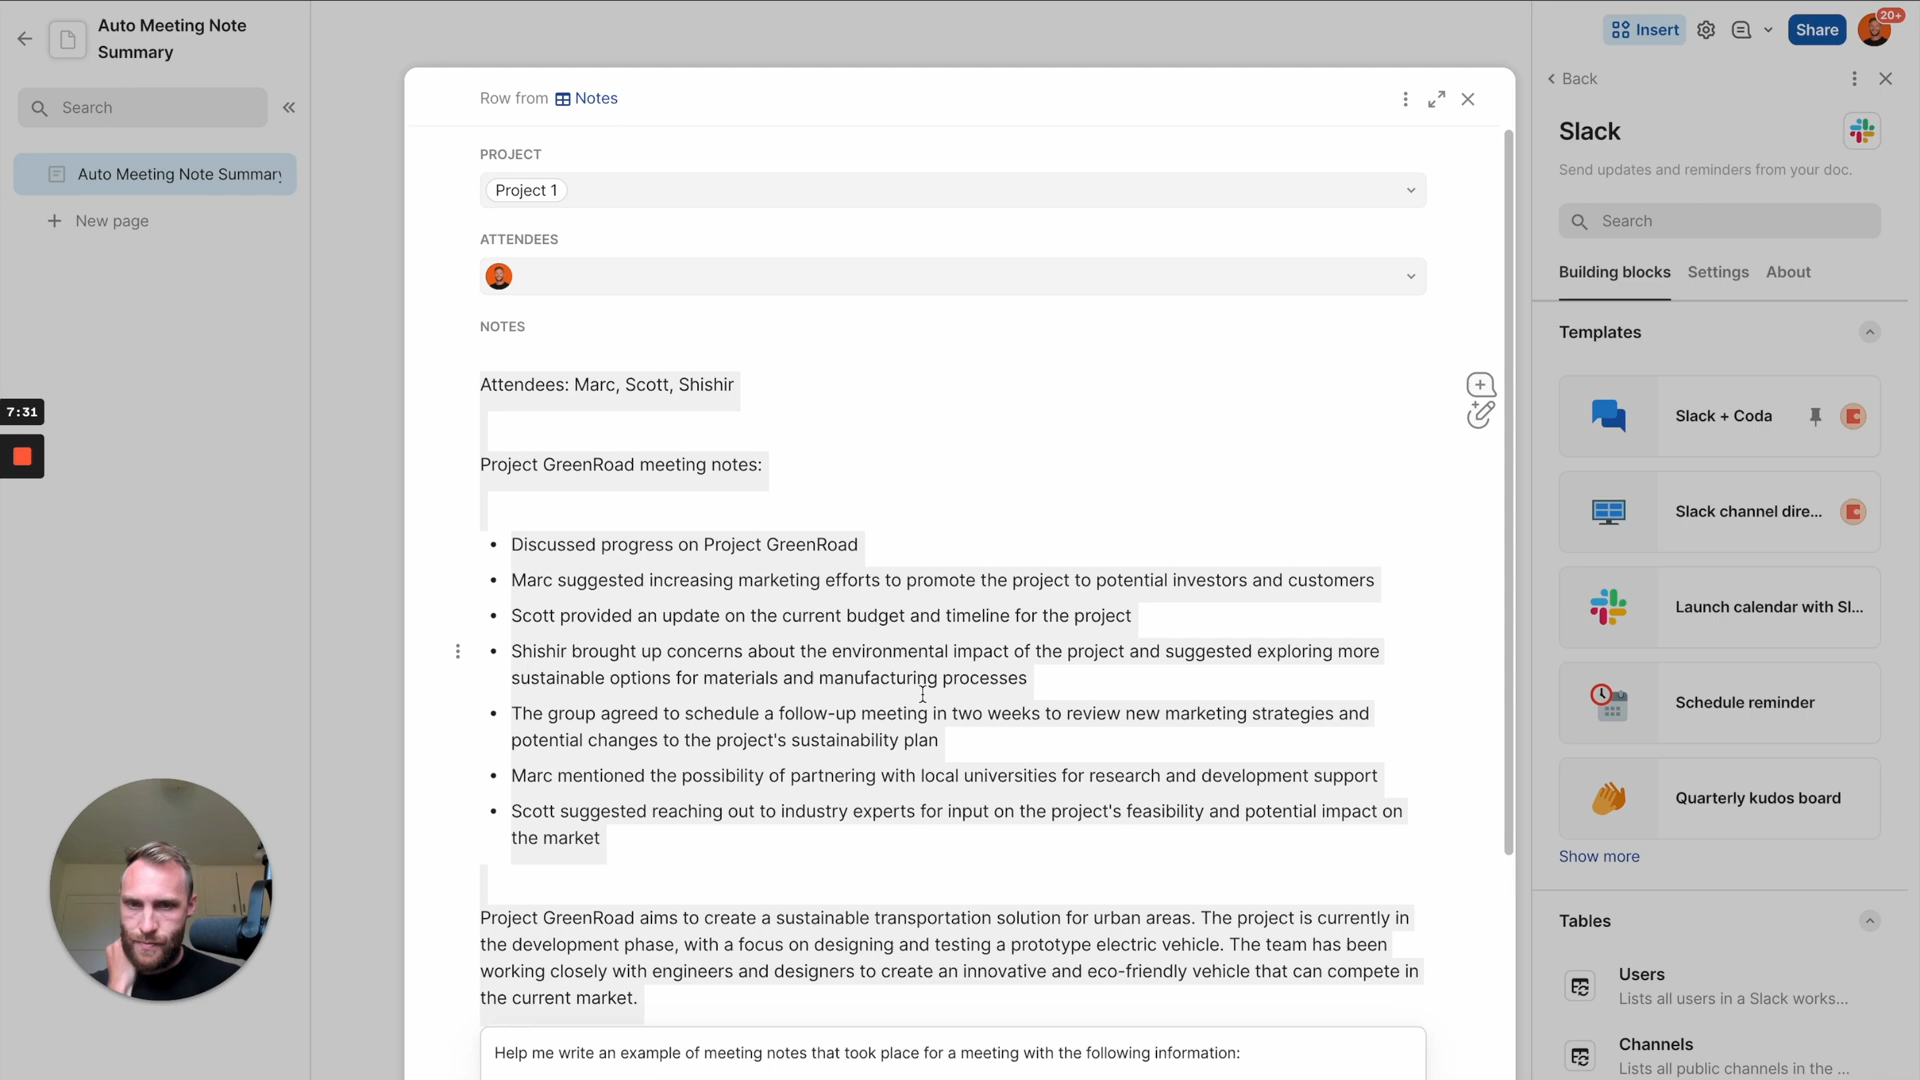 Auto Meeting Note
Summary
Search
Auto Meeting Note Summary
New page
7:31
Row from Notes
PROJECT
Project 1
ATTENDEES
NOTES
Attendees: Marc, Scott, Shishir
Project GreenRoad meeting notes:
• Discussed progress on Project GreenRoad
• Marc suggested increasing marketing efforts to promote the project to potential investors and customers
• Scott provided an update on the current budget and timeline for the project
• Shishir brought up concerns about the environmental impact of the project and suggested exploring more
sustainable options for materials and manufacturing processes
• The group agreed to schedule a follow-up meeting in two weeks to review new marketing strategies and
potential changes to the project's sustainability plan
• Marc mentioned the possibility of partnering with local universities for research and development support
• Scott suggested reaching out to industry experts for input on the project's feasibility and potential impact on
the market
Project GreenRoad aims to create a sustainable transportation solution for urban areas. The project is currently in
the development phase, with a focus on designing and testing a prototype electric vehicle. The team has been
working closely with engineers and designers to create an innovative and eco-friendly vehicle that can compete in
the current market.
Help me write an example of meeting notes that took place for a meeting with the following information:
Insert
Share
20+
Back
Slack
Send updates and reminders from your doc.
Search
Building blocks Settings About
Templates
Slack + Coda
Slack channel dire...
Launch calendar with Sl...
Schedule reminder
Quarterly kudos board
Show more
Tables
Users
Lists all users in a Slack works...
Channels
Lists all public channels in the ...